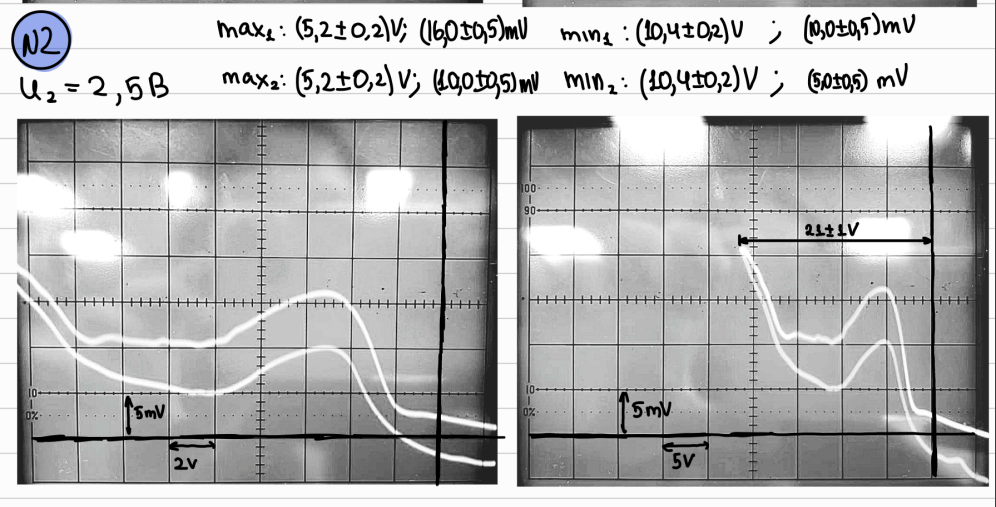 N2
max₁: (5,2±0,2)V; (16,0±0,5)mV min₁: (10,4±0,2)V ; (10,0±0,5)mV
U₂ = 2,5В
max₂: (5,2±0,2)V; (10,0±0,5)mV min₂: (10,4±0,2)V ; (5,0±0,5) mV
10
0%
5mV
2V
100
90
21±1V
10
0%
5mV
5V